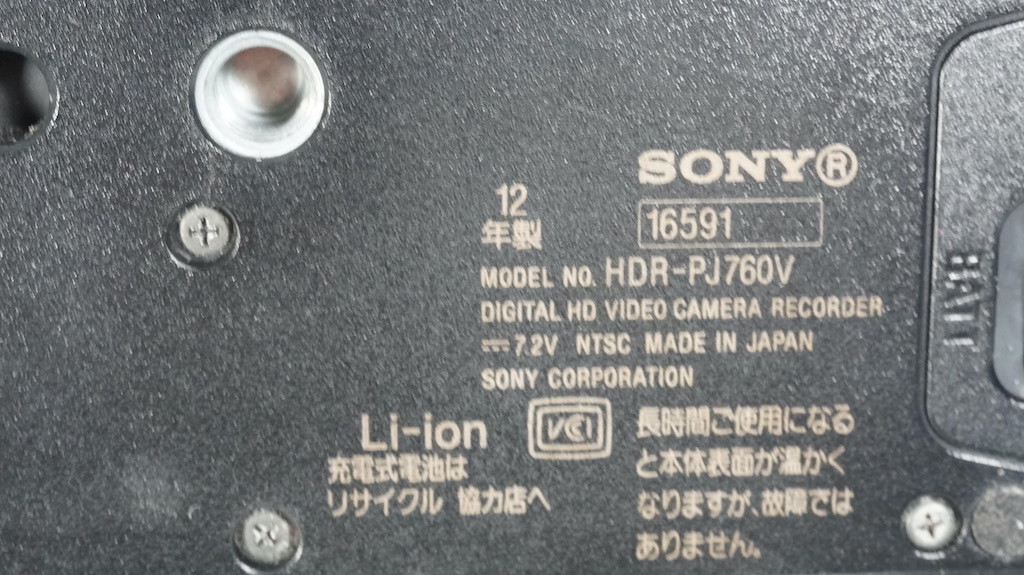 SONY®
12
年製
16591
MODEL NO. HDR-PJ760V
DIGITAL HD VIDEO CAMERA RECORDER
⎓7.2V NTSC MADE IN JAPAN
SONY CORPORATION
Li-ion
充電式電池は
リサイクル 協力店へ
VCI
長時間ご使用になる
と本体表面が温かく
なりますが、故障では
ありません。
BATT